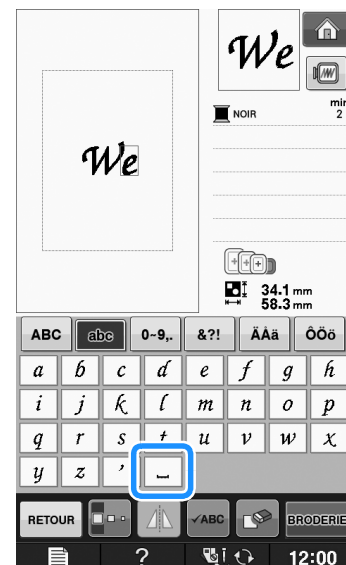 We
NOIR
min
2
We
34.1 mm
58.3 mm
ABC abc 0~9,. &?! ÄÀä ÔÖö
a b c d e f g h
i j k l m n o p
q r s t u v w x
y z ’ ⎵
RETOUR ✓ABC BRODERIE
? 12:00